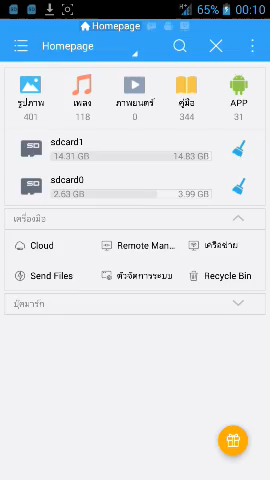 65% 00:10
Homepage
Homepage
รูปภาพ เพลง ภาพยนตร์ คู่มือ APP
401 118 0 344 31
sdcard1
14.31 GB 14.83 GB
sdcard0
2.63 GB 3.99 GB
เครื่องมือ
Cloud Remote Man... เครือข่าย
Send Files ตัวจัดการระบบ Recycle Bin
บุ๊คมาร์ก